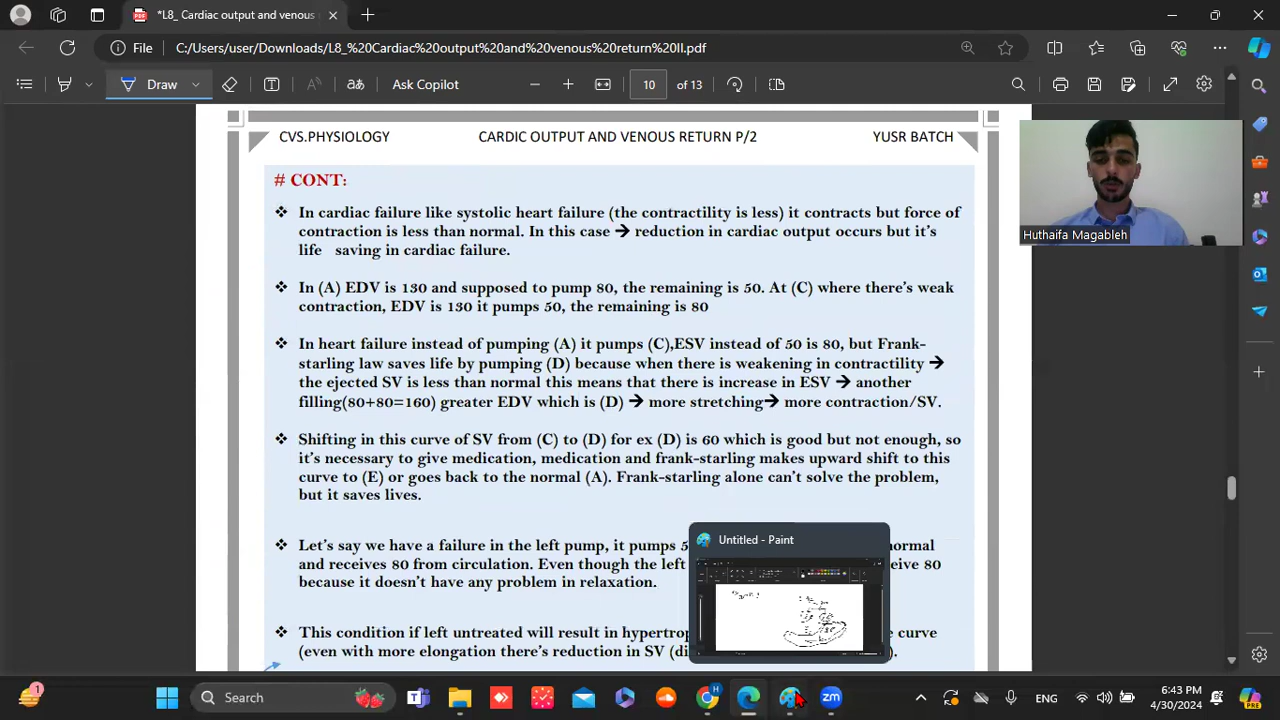 *L8_ Cardiac output and venous
File
C:/Users/user/Downloads/L8_%20Cardiac%20output%20and%20venous%20return%20II.pdf
Draw
Ask Copilot
10
of 13
CVS.PHYSIOLOGY
CARDIC OUTPUT AND VENOUS RETURN P/2
YUSR BATCH
Huthaifa Magableh
# CONT:
❖ In cardiac failure like systolic heart failure (the contractility is less) it contracts but force of
contraction is less than normal. In this case ➔ reduction in cardiac output occurs but it's
life saving in cardiac failure.
❖ In (A) EDV is 130 and supposed to pump 80, the remaining is 50. At (C) where there's weak
contraction, EDV is 130 it pumps 50, the remaining is 80
❖ In heart failure instead of pumping (A) it pumps (C),ESV instead of 50 is 80, but Frank-
starling law saves life by pumping (D) because when there is weakening in contractility ➔
the ejected SV is less than normal this means that there is increase in ESV ➔ another
filling(80+80=160) greater EDV which is (D) ➔ more stretching➔ more contraction/SV.
❖ Shifting in this curve of SV from (C) to (D) for ex (D) is 60 which is good but not enough, so
it's necessary to give medication, medication and frank-starling makes upward shift to this
curve to (E) or goes back to the normal (A). Frank-starling alone can't solve the problem,
but it saves lives.
Untitled - Paint
❖ Let's say we have a failure in the left pump, it pumps 5 ormal
and receives 80 from circulation. Even though the left eive 80
because it doesn't have any problem in relaxation.
❖ This condition if left untreated will result in hypertrop e curve
(even with more elongation there's reduction in SV (di ).
1
Search
ENG
6:43 PM
4/30/2024